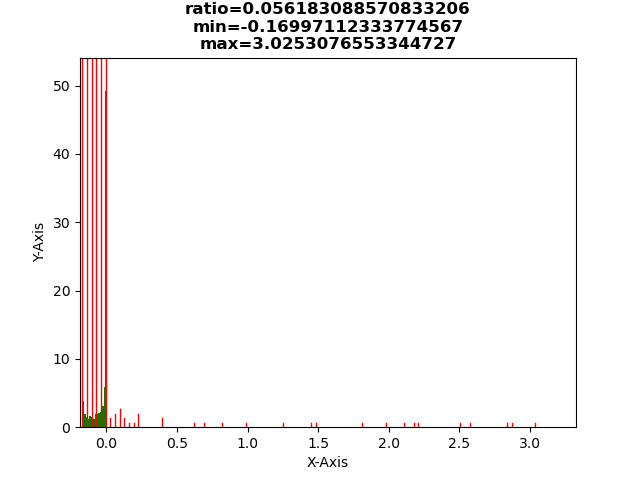 ratio=0.056183088570833206
min=-0.16997112333774567
max=3.0253076553344727
50
40
30
20
10
0
Y-Axis
0.0 0.5 1.0 1.5 2.0 2.5 3.0
X-Axis